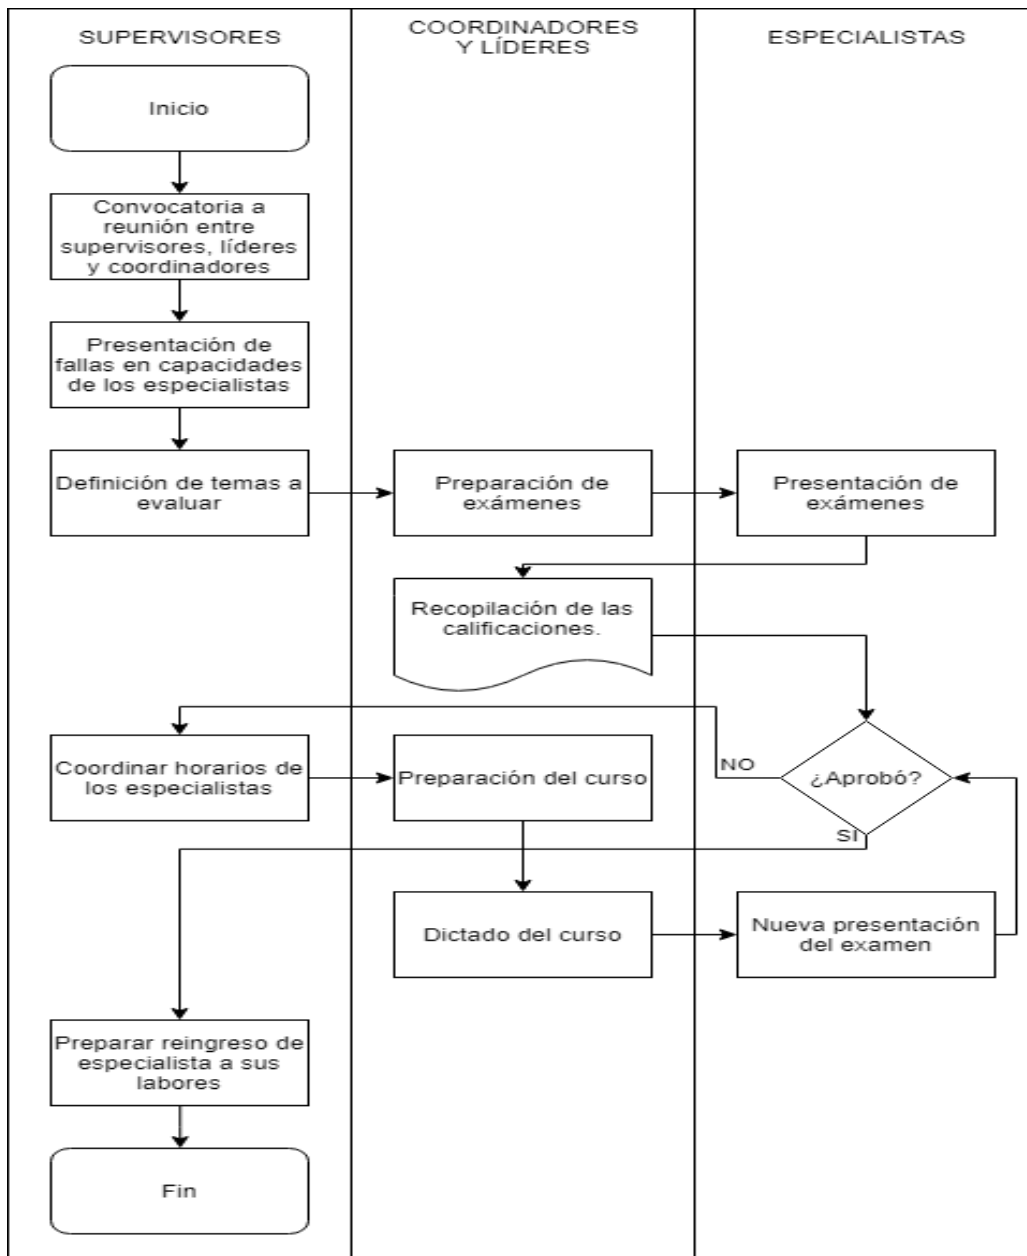 SUPERVISORES
COORDINADORES
Y LÍDERES
ESPECIALISTAS
Inicio
Convocatoria a
reunión entre
supervisores, líderes
y coordinadores
Presentación de
fallas en capacidades
de los especialistas
Definición de temas a
evaluar
Preparación de
exámenes
Presentación de
exámenes
Recopilación de las
calificaciones.
¿Aprobó?
NO
SI
Coordinar horarios de
los especialistas
Preparación del curso
Dictado del curso
Nueva presentación
del examen
Preparar reingreso de
especialista a sus
labores
Fin